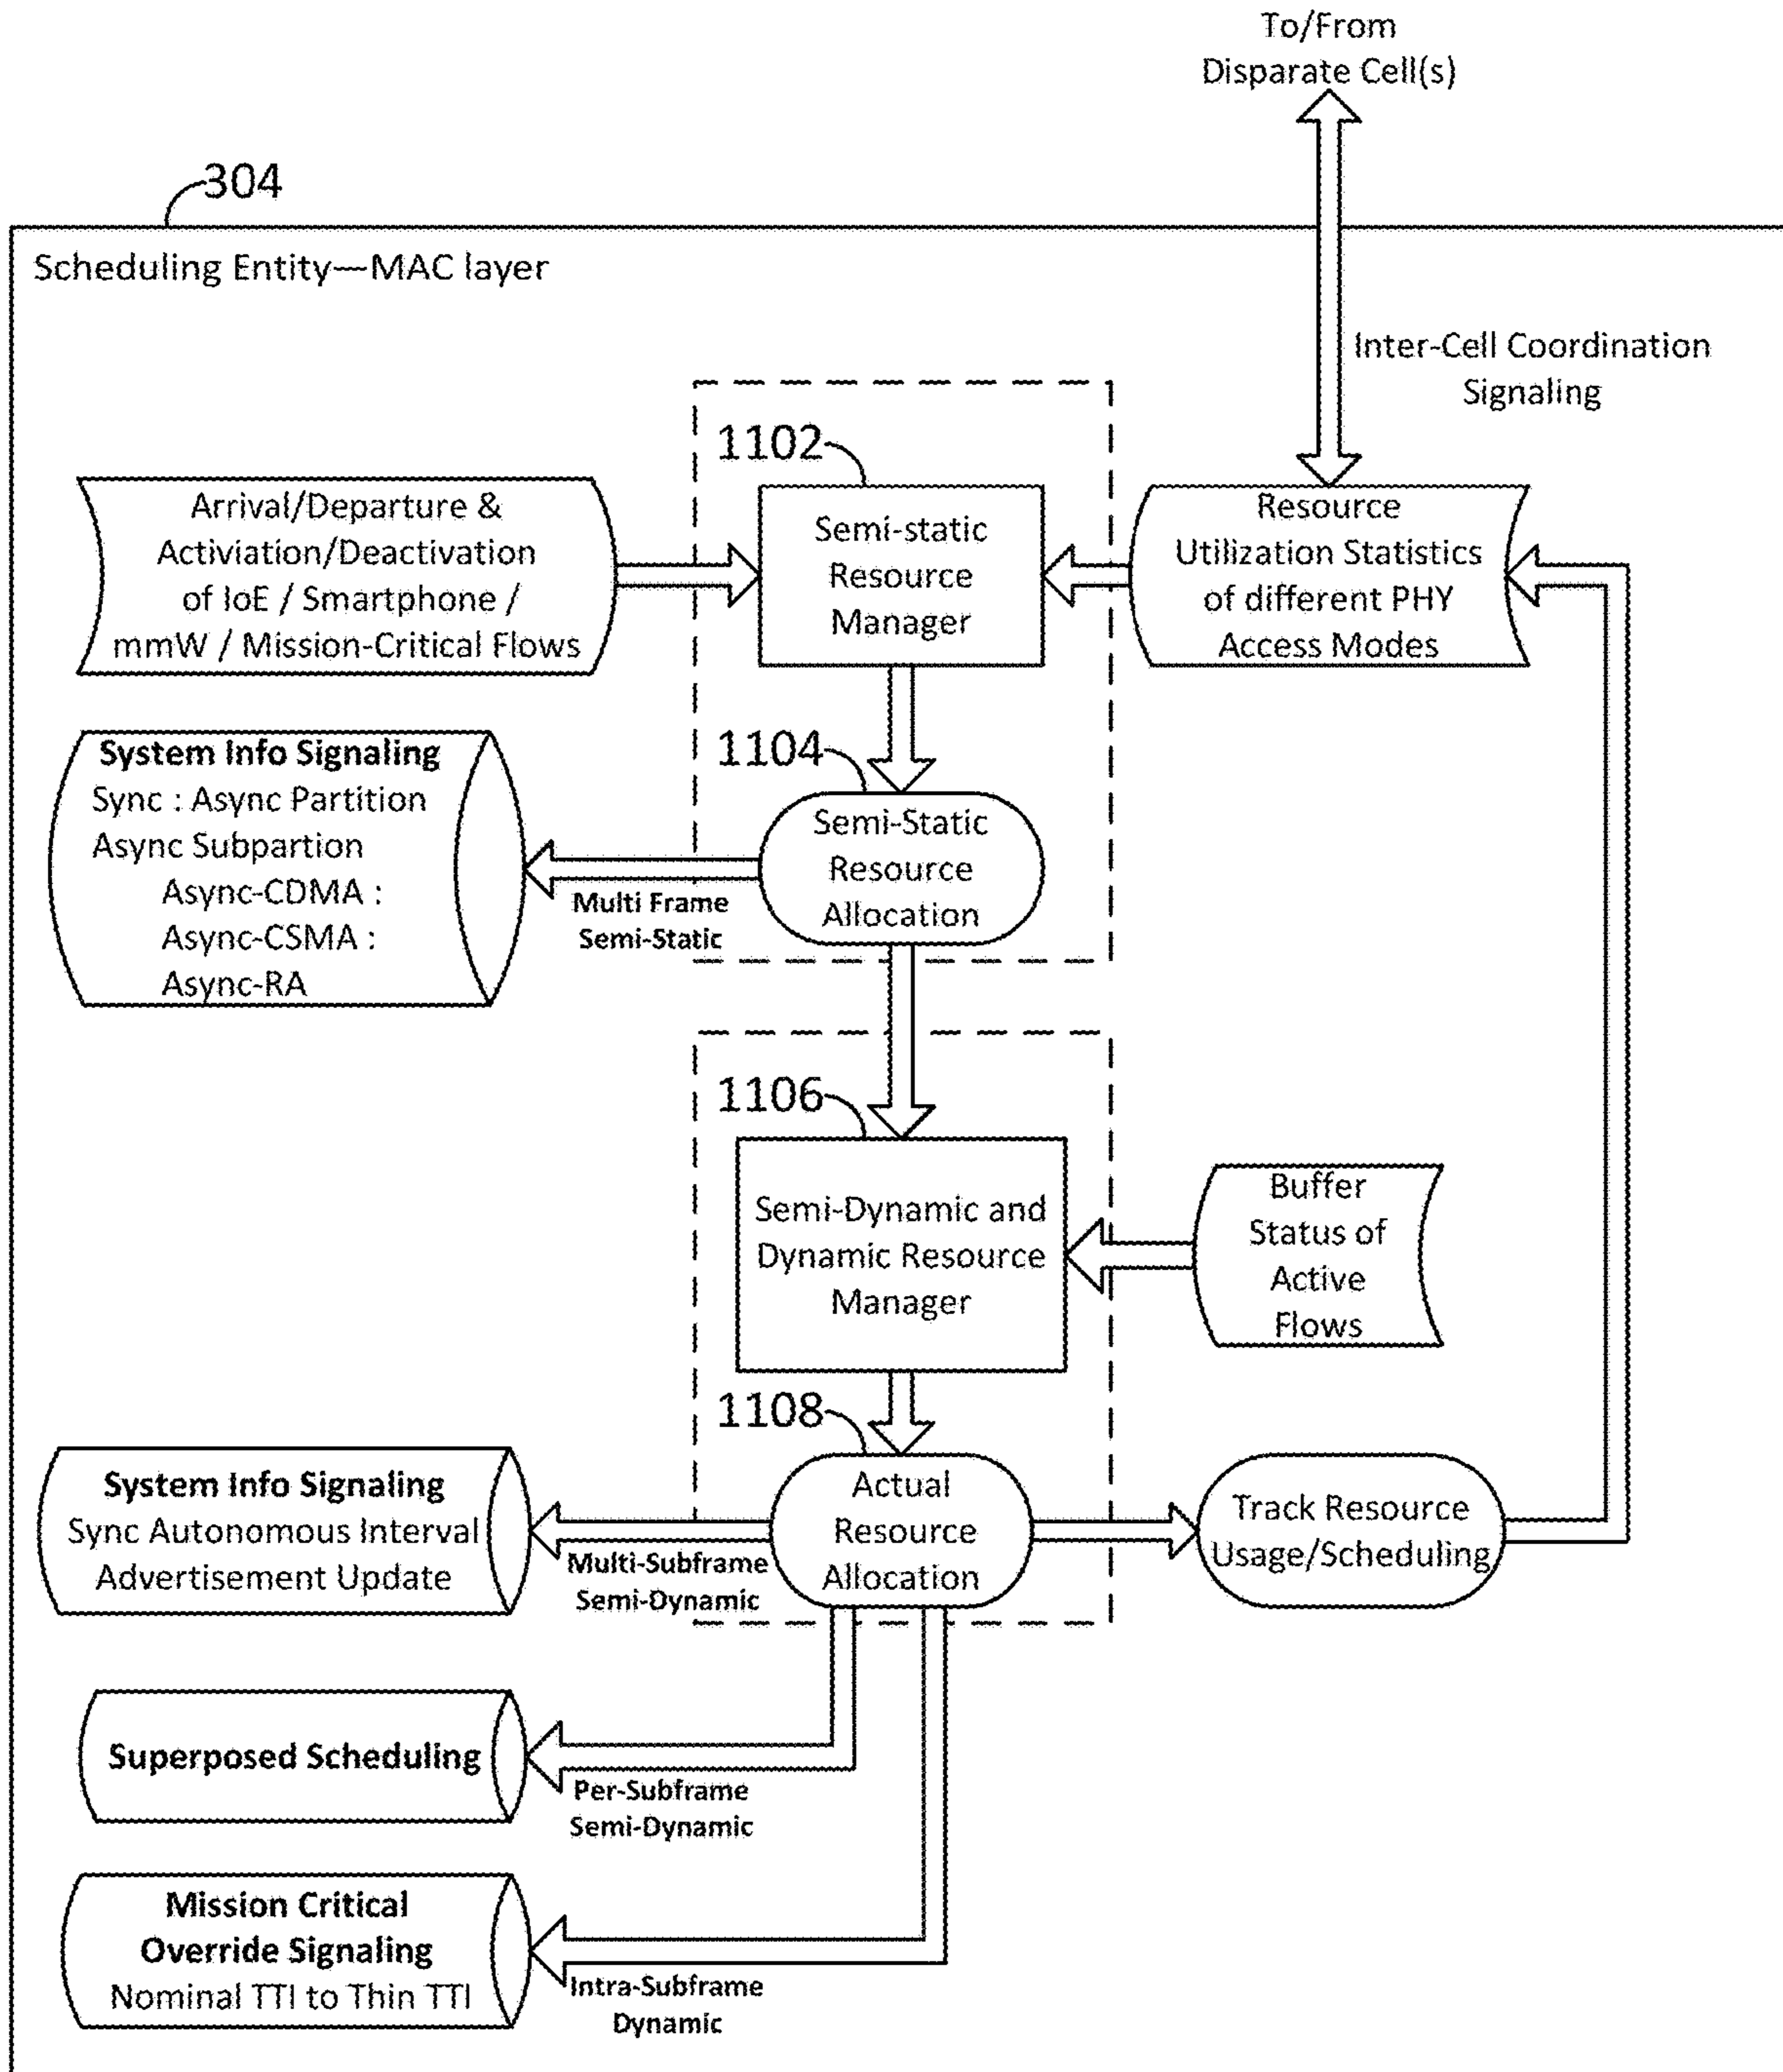 To/From
Disparate Cell(s)
304
Scheduling Entity—MAC layer
Inter-Cell Coordination
Signaling
1102
Arrival/Departure &
Activiation/Deactivation
of IoE / Smartphone /
mmW / Mission-Critical Flows
Semi-static
Resource
Manager
Resource
Utilization Statistics
of different PHY
Access Modes
1104
System Info Signaling
Sync : Async Partition
Async Subpartion
Async-CDMA :
Async-CSMA :
Async-RA
Multi Frame
Semi-Static
Semi-Static
Resource
Allocation
1106
Semi-Dynamic and
Dynamic Resource
Manager
Buffer
Status of
Active
Flows
1108
System Info Signaling
Sync Autonomous Interval
Advertisement Update
Multi-Subframe
Semi-Dynamic
Actual
Resource
Allocation
Track Resource
Usage/Scheduling
Superposed Scheduling
Per-Subframe
Semi-Dynamic
Mission Critical
Override Signaling
Nominal TTI to Thin TTI
Intra-Subframe
Dynamic